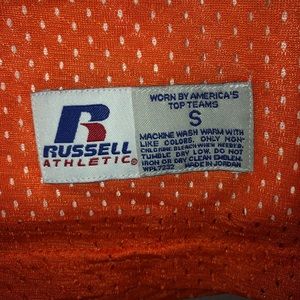 RUSSELL
ATHLETIC®
WORN BY AMERICA'S
TOP TEAMS
S
MACHINE WASH WARM WITH
LIKE COLORS, ONLY NON-
CHLORINE BLEACH WHEN NEEDED.
TUMBLE DRY LOW. DO NOT
IRON OR DRY CLEAN EMBLEM.
WPL7232 MADE IN JORDAN